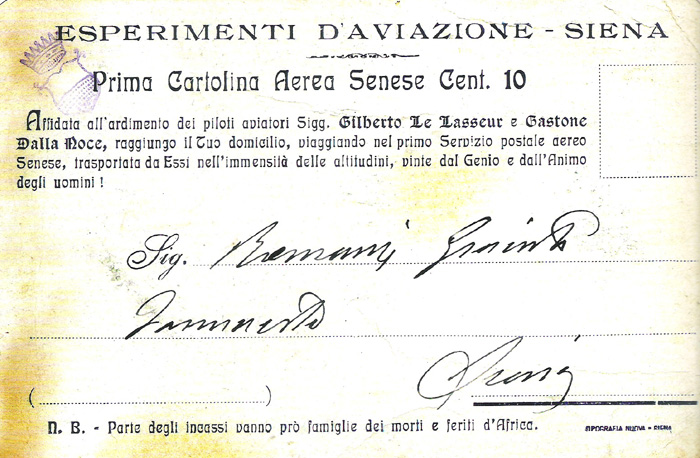 ESPERIMENTI D'AVIAZIONE - SIENA
Prima Cartolina Aerea Senese Cent. 10
Affidata all'ardimento dei piloti aviatori Sigg. Gilberto Le Lasseur e Gastone
Dalla Noce, raggiungo il Tuo domicilio, viaggiando nel primo Servizio postale aereo
Senese, trasportata da Essi nell'immensità delle altitudini, vinte dal Genio e dall'Animo
degli uomini !
Sig.
Siena
( )
N. B. - Parte degli incassi vanno prò famiglie dei morti e feriti d'Africa.
TIPOGRAFIA NUOVA - SIENA